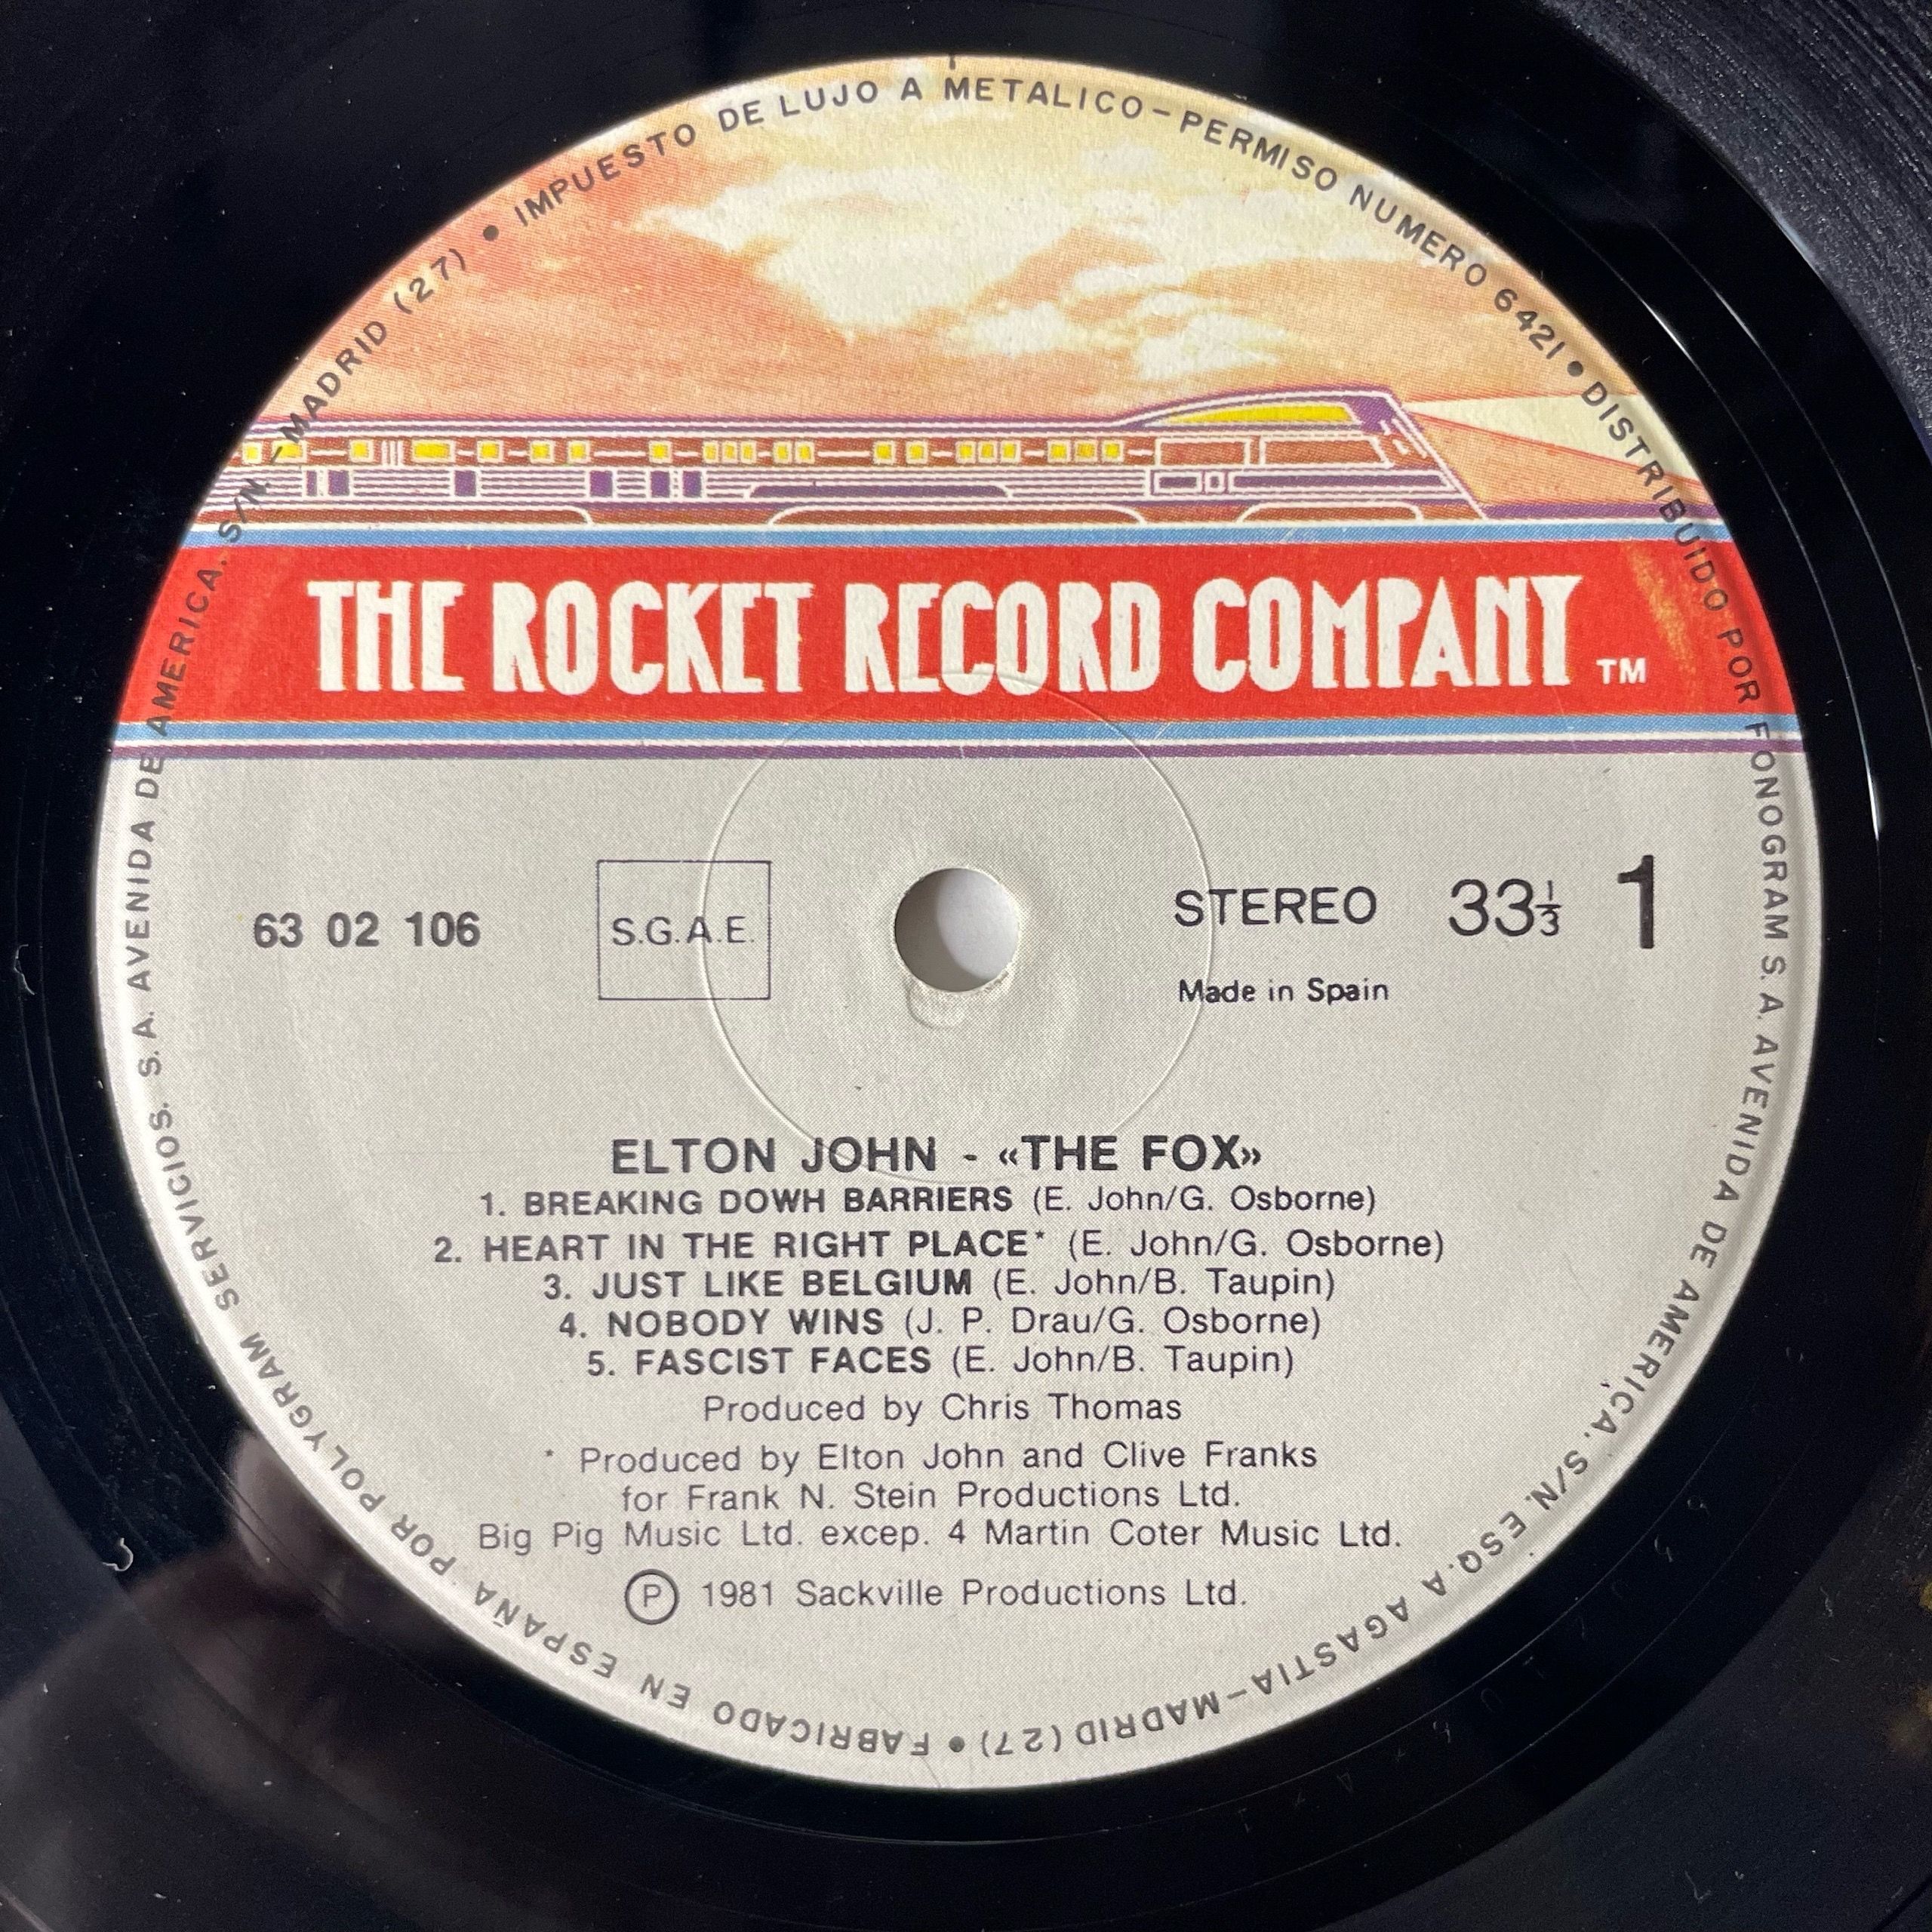 IMPUESTO DE LUJO A METALICO-PERMISO NUMERO 6421 • DISTRIBUIDO POR FONOGRAM S. A. AVENIDA DE AMERICA. S/N. ESQ. A AGASTIA-MADRID (27) • FABRICADO EN ESPAÑA POR POLYGRAM SERVICIOS. S. A. AVENIDA DE AMERICA. S/N. - MADRID (27) •
THE ROCKET RECORD COMPANY TM
63 02 106
S.G.A.E.
STEREO 33⅓ 1
Made in Spain
ELTON JOHN - «THE FOX»
1. BREAKING DOWH BARRIERS (E. John/G. Osborne)
2. HEART IN THE RIGHT PLACE* (E. John/G. Osborne)
3. JUST LIKE BELGIUM (E. John/B. Taupin)
4. NOBODY WINS (J. P. Drau/G. Osborne)
5. FASCIST FACES (E. John/B. Taupin)
Produced by Chris Thomas
* Produced by Elton John and Clive Franks
for Frank N. Stein Productions Ltd.
Big Pig Music Ltd. excep. 4 Martin Coter Music Ltd.
Ⓟ 1981 Sackville Productions Ltd.